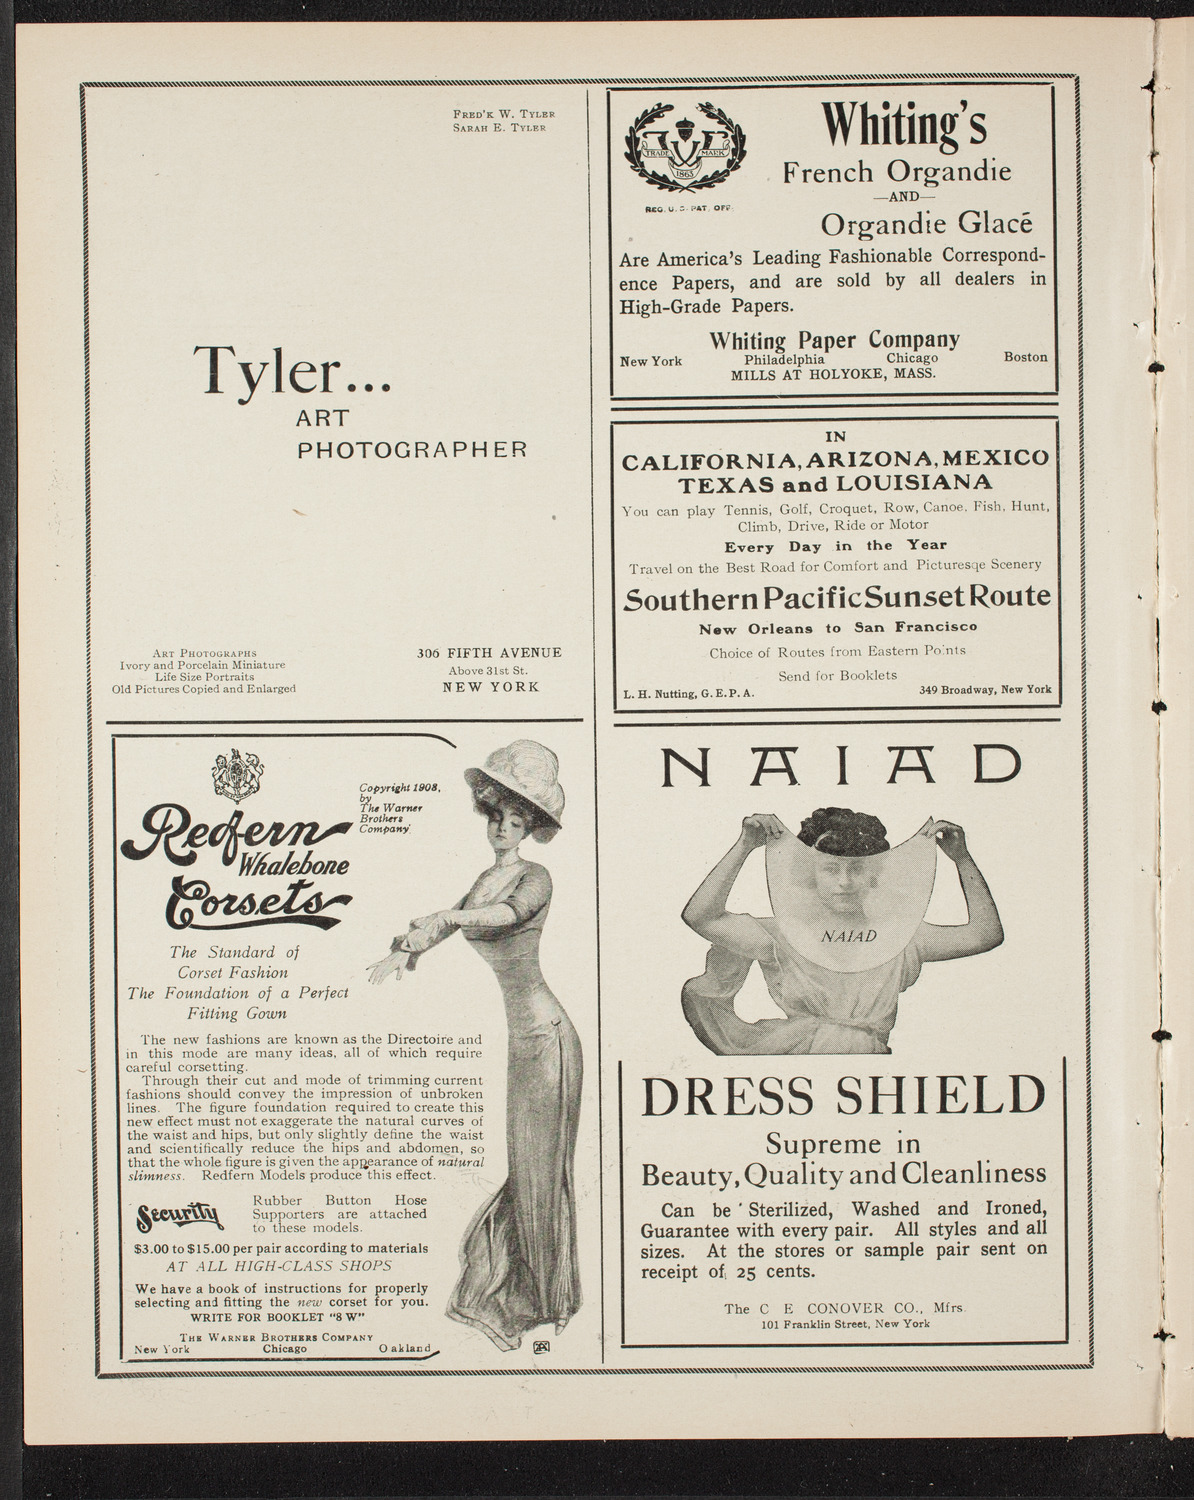 FRED'K W. TYLER
SARAH E. TYLER
Tyler...
ART
PHOTOGRAPHER
ART PHOTOGRAPHS
Ivory and Porcelain Miniature
Life Size Portraits
Old Pictures Copied and Enlarged
306 FIFTH AVENUE
Above 31st St.
NEW YORK
Redfern
Whalebone
Corsets
Copyright 1908,
by
The Warner
Brothers
Company
The Standard of
Corset Fashion
The Foundation of a Perfect
Fitting Gown
The new fashions are known as the Directoire and
in this mode are many ideas, all of which require
careful corsetting.
Through their cut and mode of trimming current
fashions should convey the impression of unbroken
lines. The figure foundation required to create this
new effect must not exaggerate the natural curves of
the waist and hips, but only slightly define the waist
and scientifically reduce the hips and abdomen, so
that the whole figure is given the appearance of natural
slimness. Redfern Models produce this effect.
Security
Rubber Button Hose
Supporters are attached
to these models.
$3.00 to $15.00 per pair according to materials
AT ALL HIGH-CLASS SHOPS
We have a book of instructions for properly
selecting and fitting the new corset for you.
WRITE FOR BOOKLET "8 W"
THE WARNER BROTHERS COMPANY
New York Chicago Oakland
TRADE MARK
1865
REG. U. S. PAT. OFF.
Whiting's
French Organdie
—AND—
Organdie Glacé
Are America's Leading Fashionable Correspond-
ence Papers, and are sold by all dealers in
High-Grade Papers.
Whiting Paper Company
New York Philadelphia Chicago Boston
MILLS AT HOLYOKE, MASS.
IN
CALIFORNIA, ARIZONA, MEXICO
TEXAS and LOUISIANA
You can play Tennis, Golf, Croquet, Row, Canoe. Fish, Hunt,
Climb, Drive, Ride or Motor
Every Day in the Year
Travel on the Best Road for Comfort and Picturesqe Scenery
Southern Pacific Sunset Route
New Orleans to San Francisco
Choice of Routes from Eastern Points
Send for Booklets
L. H. Nutting, G. E. P. A. 349 Broadway, New York
NAIAD
NAIAD
DRESS SHIELD
Supreme in
Beauty, Quality and Cleanliness
Can be Sterilized, Washed and Ironed,
Guarantee with every pair. All styles and all
sizes. At the stores or sample pair sent on
receipt of 25 cents.
The C E CONOVER CO., Mfrs
101 Franklin Street, New York